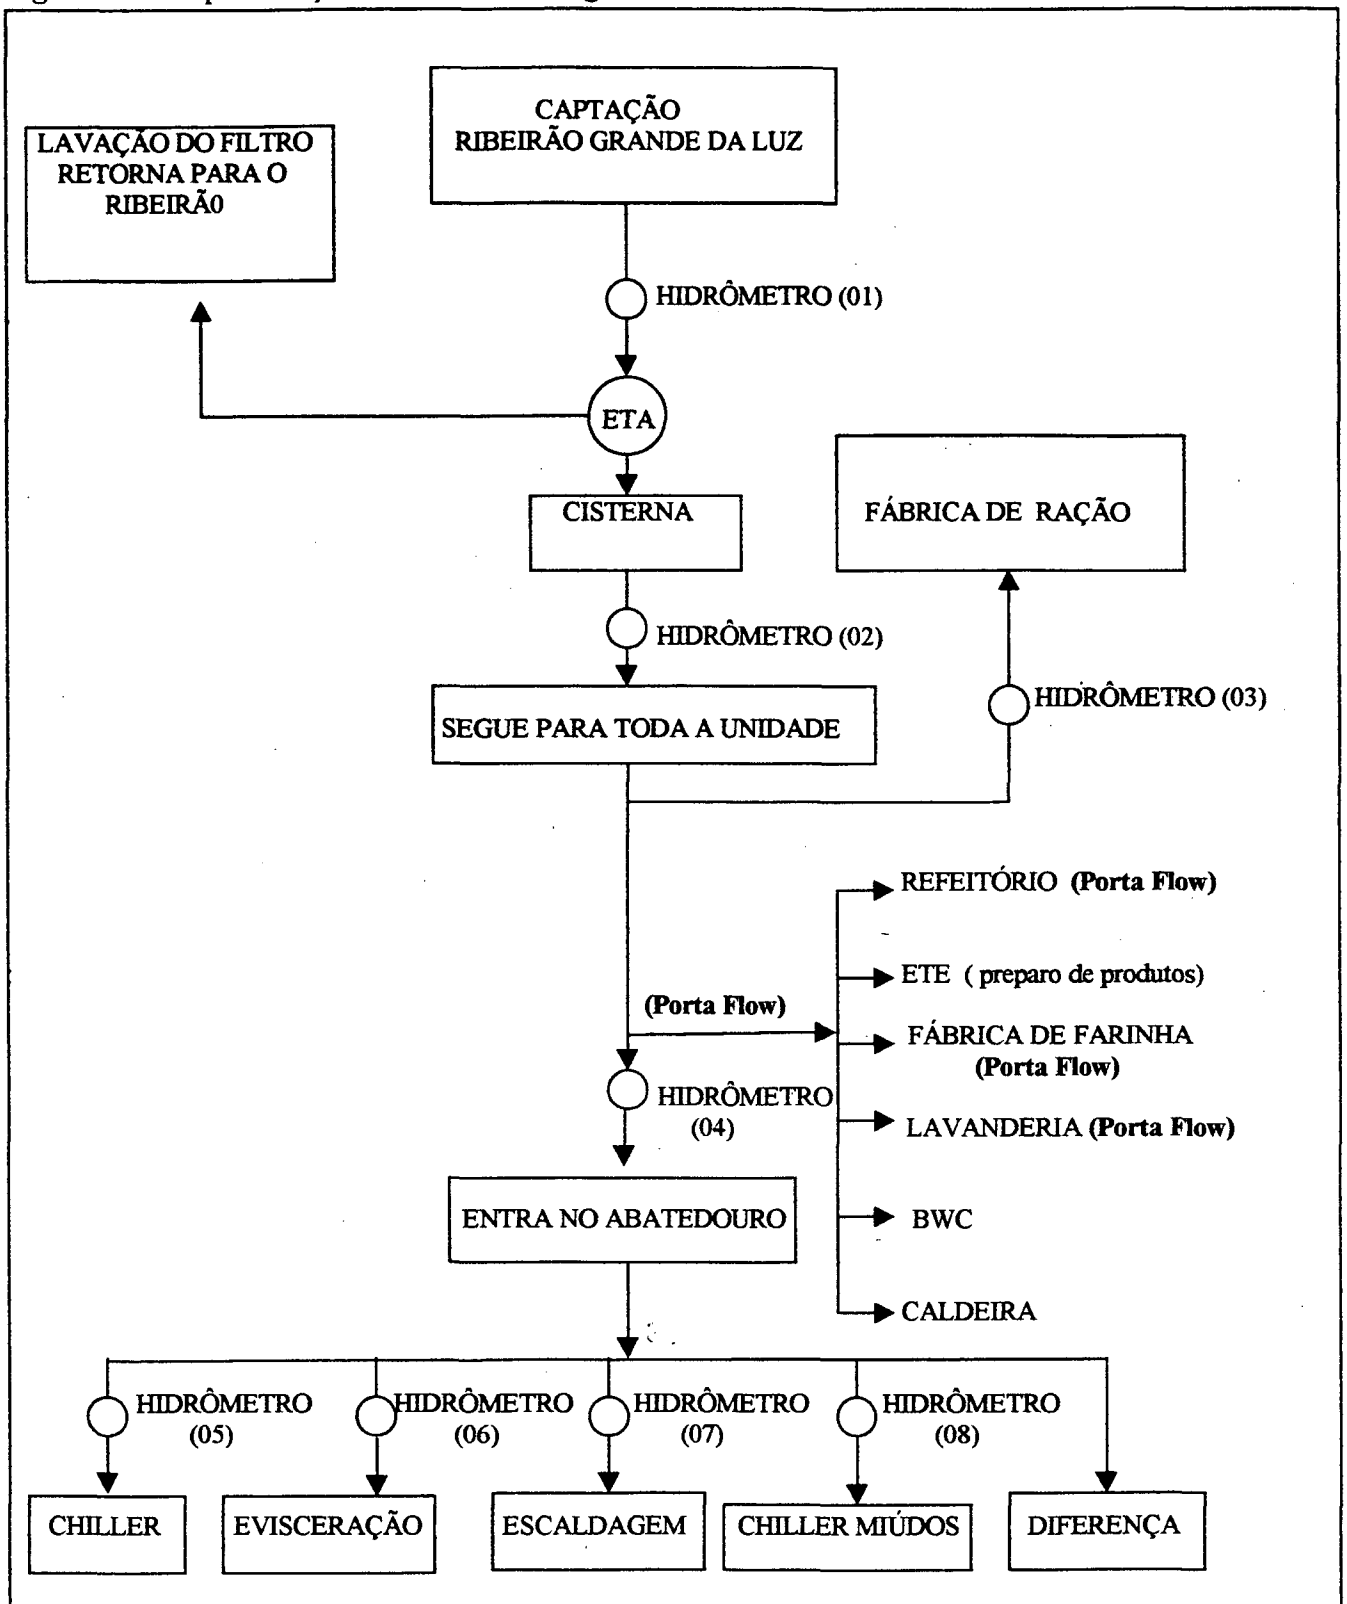 CAPTAÇÃO
RIBEIRÃO GRANDE DA LUZ
LAVAÇÃO DO FILTRO
RETORNA PARA O
RIBEIRÃ0
HIDRÔMETRO (01)
ETA
CISTERNA
FÁBRICA DE RAÇÃO
HIDRÔMETRO (02)
HIDRÔMETRO (03)
SEGUE PARA TODA A UNIDADE
REFEITÓRIO (Porta Flow)
ETE ( preparo de produtos)
(Porta Flow)
FÁBRICA DE FARINHA
(Porta Flow)
HIDRÔMETRO
(04)
LAVANDERIA (Porta Flow)
ENTRA NO ABATEDOURO
BWC
CALDEIRA
HIDRÔMETRO
(05)
HIDRÔMETRO
(06)
HIDRÔMETRO
(07)
HIDRÔMETRO
(08)
CHILLER
EVISCERAÇÃO
ESCALDAGEM
CHILLER MIÚDOS
DIFERENÇA